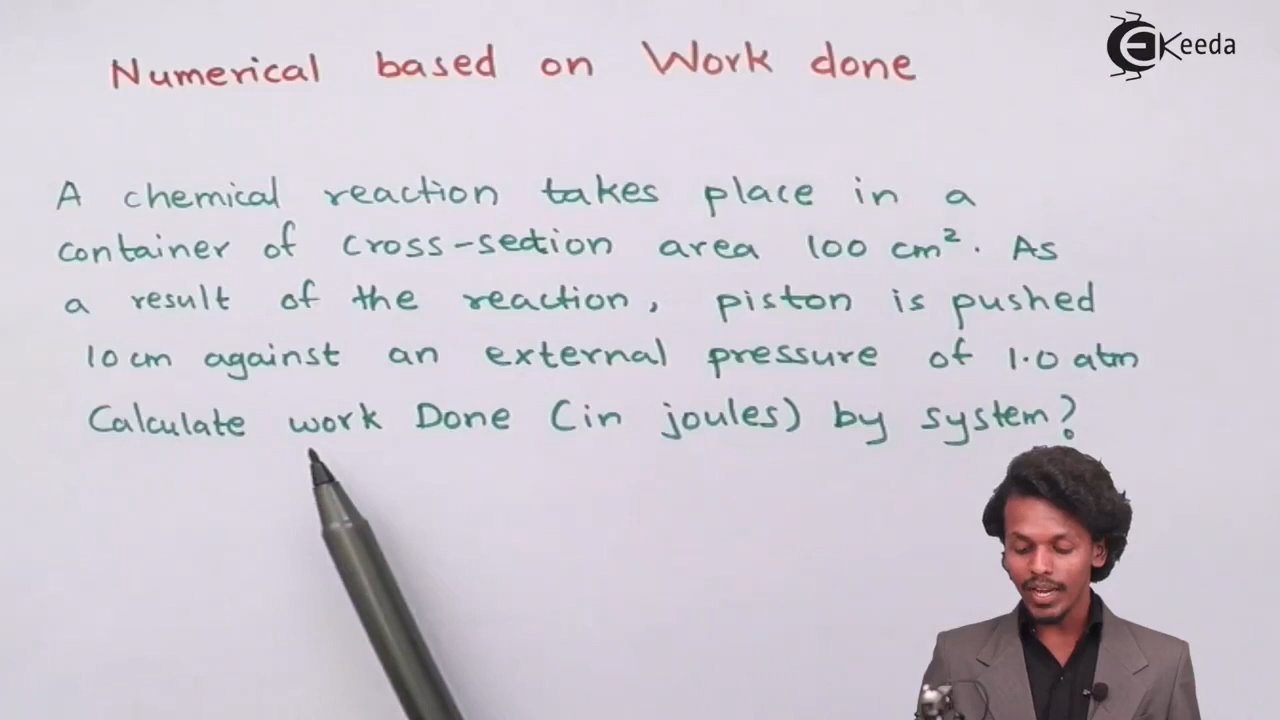 Numerical based on Work done
Keeda
A chemical reaction takes place in a
container of cross-section area 100 cm². As
a result of the reaction, piston is pushed
10 cm against an external pressure of 1.0 atm
Calculate work Done (in joules) by system?